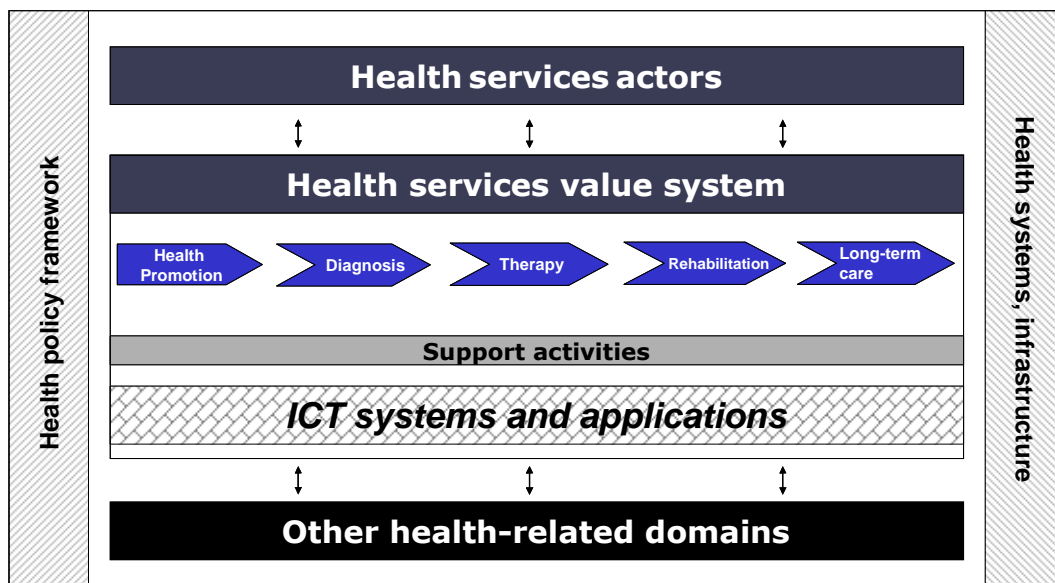 Health services actors
Health policy framework
Health systems, infrastructure
Health services value system
Health
Promotion
Diagnosis
Therapy
Rehabilitation
Long-term
care
Support activities
ICT systems and applications
Other health-related domains